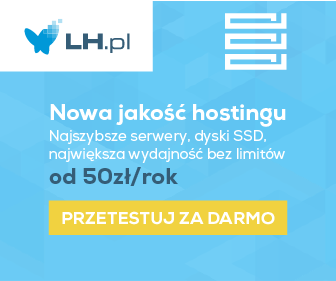 LH.pl
Nowa jakość hostingu
Najszybsze serwery, dyski SSD,
największa wydajność bez limitów
od 50zł/rok
PRZETESTUJ ZA DARMO